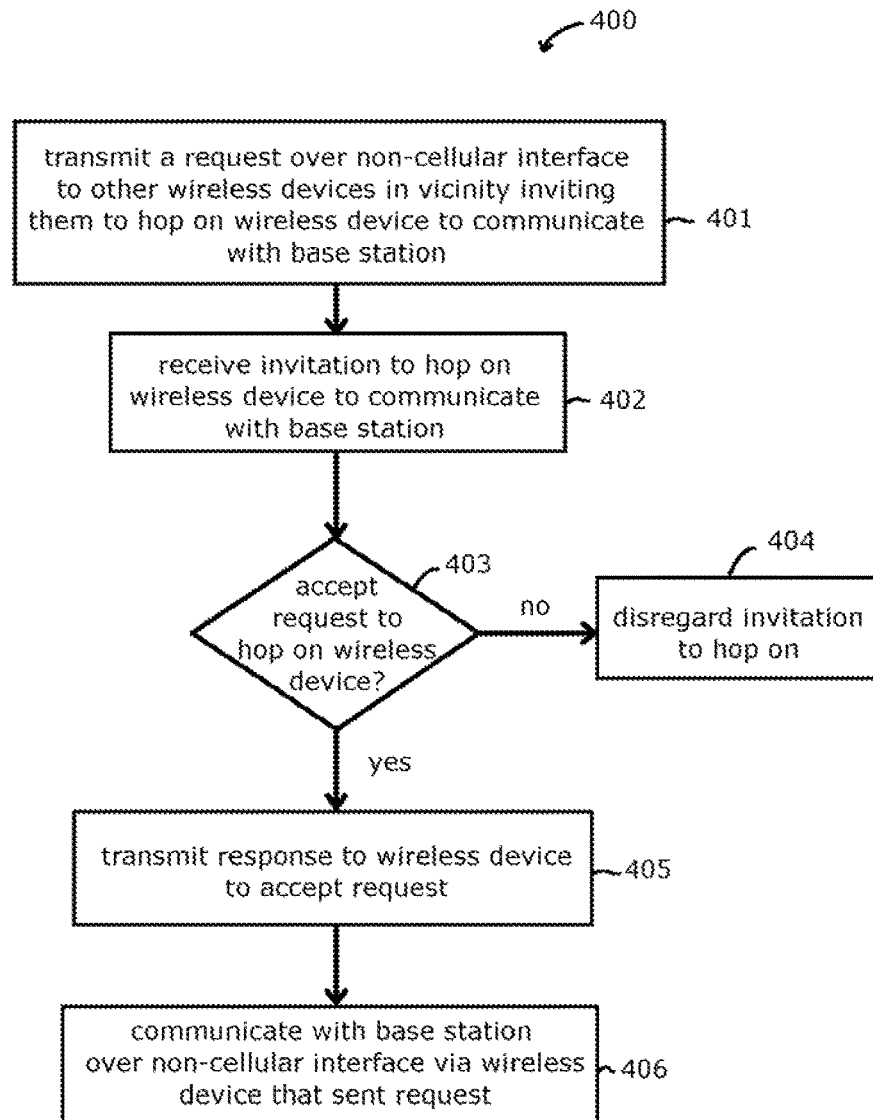 400
transmit a request over non-cellular interface
to other wireless devices in vicinity inviting
them to hop on wireless device to communicate
with base station
401
receive invitation to hop on
wireless device to communicate
with base station
402
403
accept
request to
hop on wireless
device?
no
404
disregard invitation
to hop on
yes
transmit response to wireless device
to accept request
405
communicate with base station
over non-cellular interface via wireless
device that sent request
406